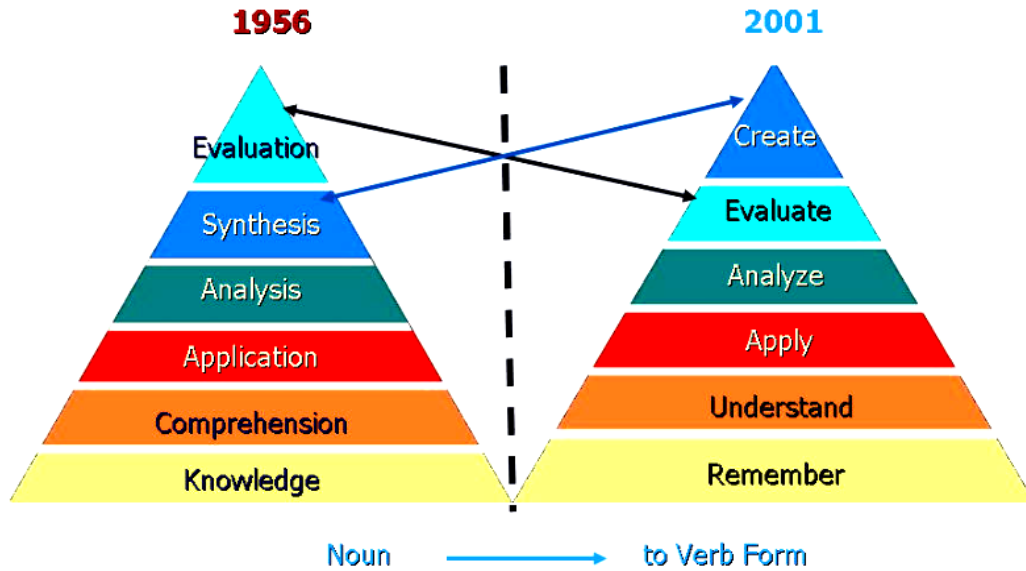 1956
Evaluation
Synthesis
Analysis
Application
Comprehension
Knowledge
2001
Create
Evaluate
Analyze
Apply
Understand
Remember
Noun to Verb Form